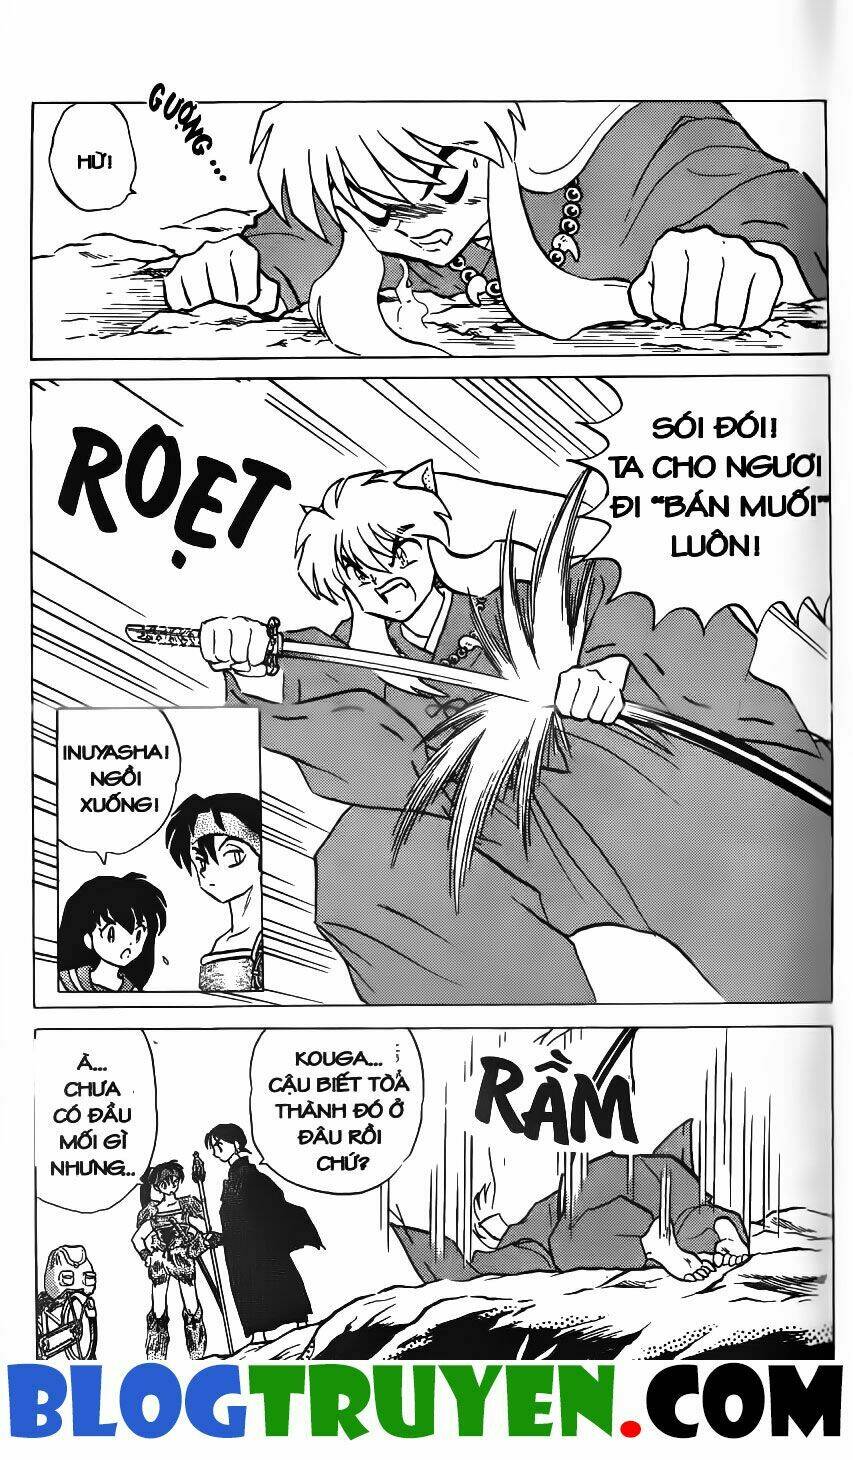 HỪ!
GƯỢNG...
ROẸT
SÓI ĐÓI!
TA CHO NGƯƠI
ĐI "BÁN MUỐI"
LUÔN!
INUYASHA!
NGỒI
XUỐNG!
À...
CHƯA
CÓ ĐẦU
MỐI GÌ
NHƯNG..
KOUGA...
CẬU BIẾT TÒA
THÀNH ĐÓ Ở
ĐÂU RỒI
CHỨ?
RẦM
BLOGTRUYEN.COM